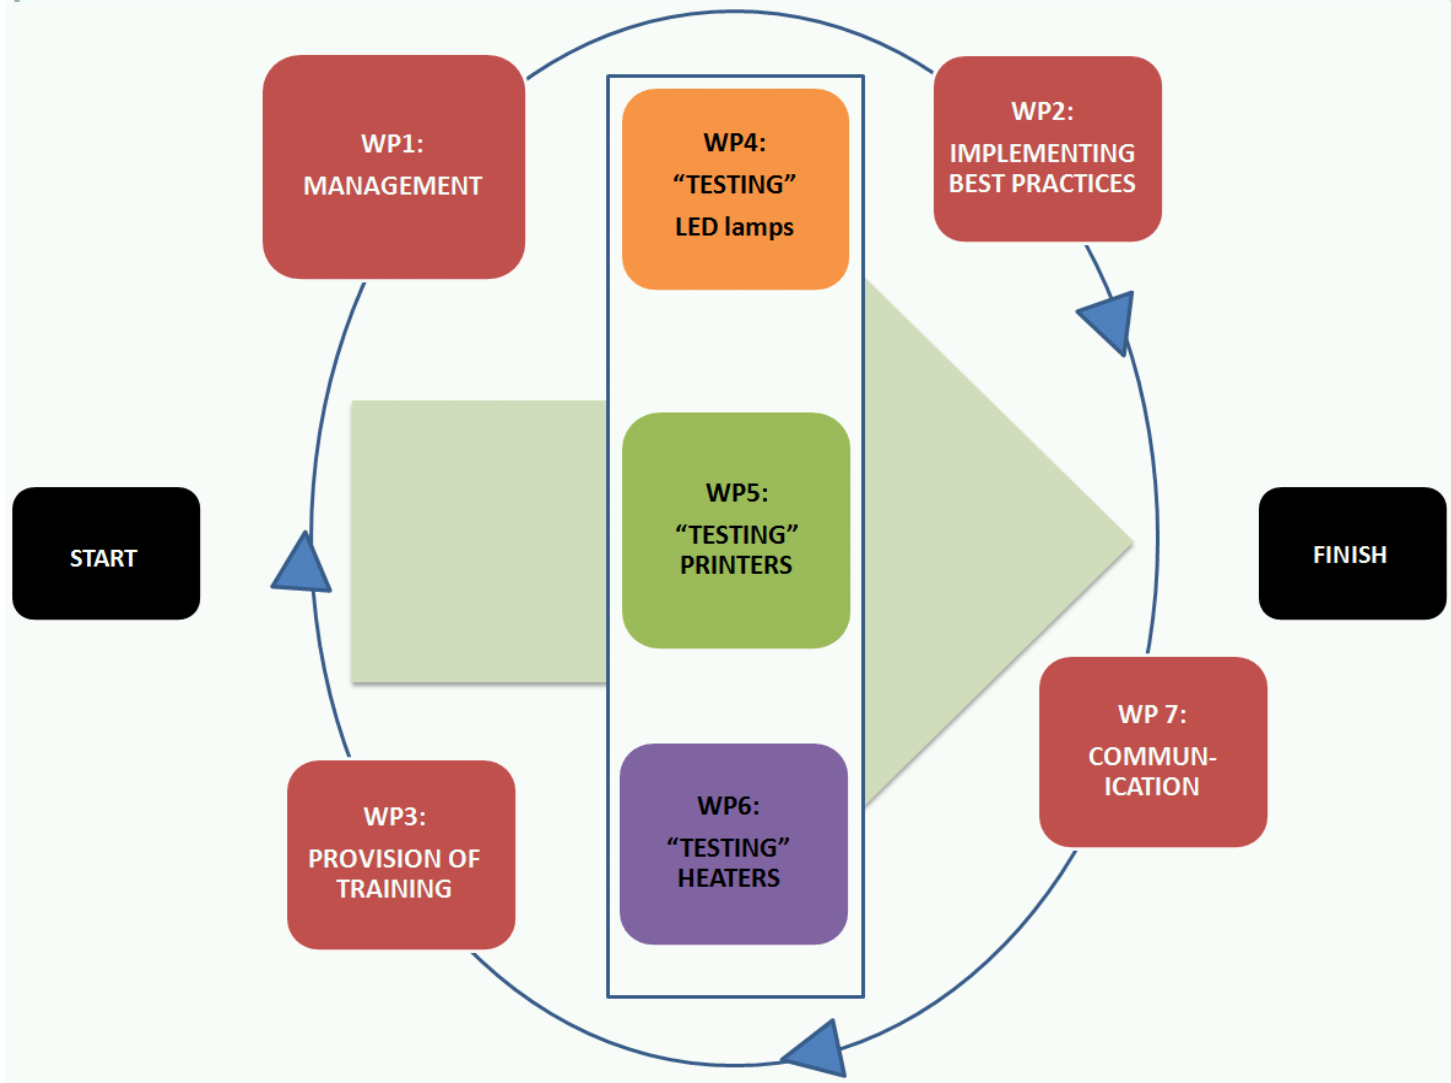 WP1:
MANAGEMENT
WP4:
“TESTING”
LED lamps
WP2:
IMPLEMENTING
BEST PRACTICES
START
WP5:
“TESTING”
PRINTERS
FINISH
WP3:
PROVISION OF
TRAINING
WP6:
“TESTING”
HEATERS
WP 7:
COMMUN-
ICATION